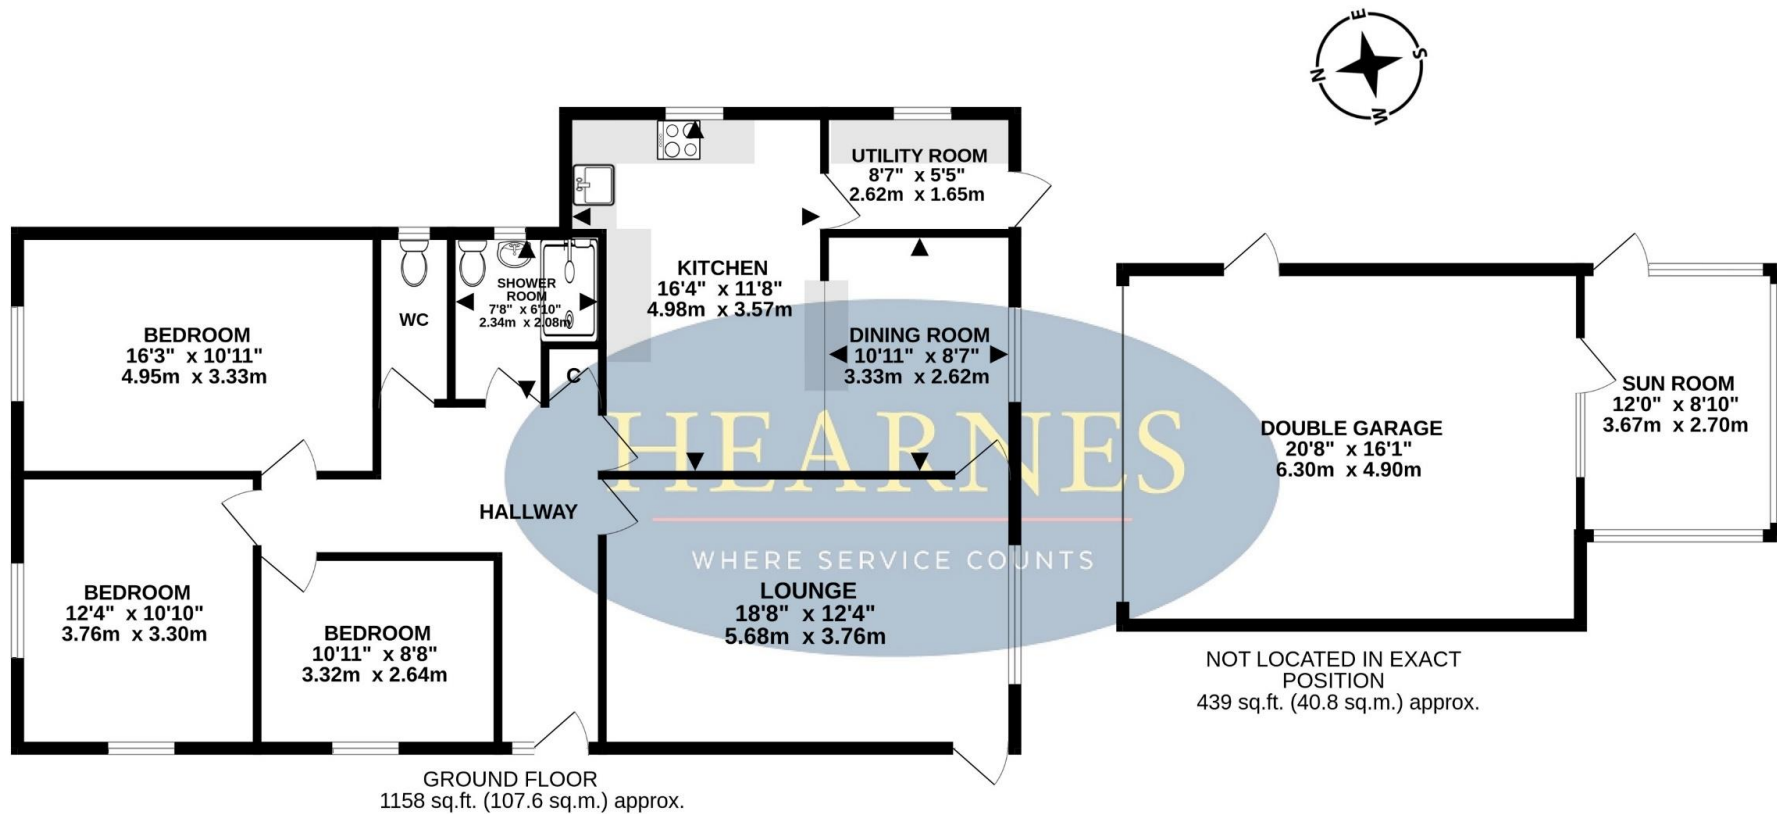 E
N
S
W
UTILITY ROOM
8'7" x 5'5"
2.62m x 1.65m
KITCHEN
16'4" x 11'8"
4.98m x 3.57m
SHOWER
ROOM
7'8" x 6'10"
2.34m x 2.08m
WC
BEDROOM
16'3" x 10'11"
4.95m x 3.33m
C
DINING ROOM
10'11" x 8'7"
3.33m x 2.62m
SUN ROOM
12'0" x 8'10"
3.67m x 2.70m
DOUBLE GARAGE
20'8" x 16'1"
6.30m x 4.90m
HEARNES
WHERE SERVICE COUNTS
HALLWAY
LOUNGE
18'8" x 12'4"
5.68m x 3.76m
BEDROOM
12'4" x 10'10"
3.76m x 3.30m
BEDROOM
10'11" x 8'8"
3.32m x 2.64m
NOT LOCATED IN EXACT
POSITION
439 sq.ft. (40.8 sq.m.) approx.
GROUND FLOOR
1158 sq.ft. (107.6 sq.m.) approx.